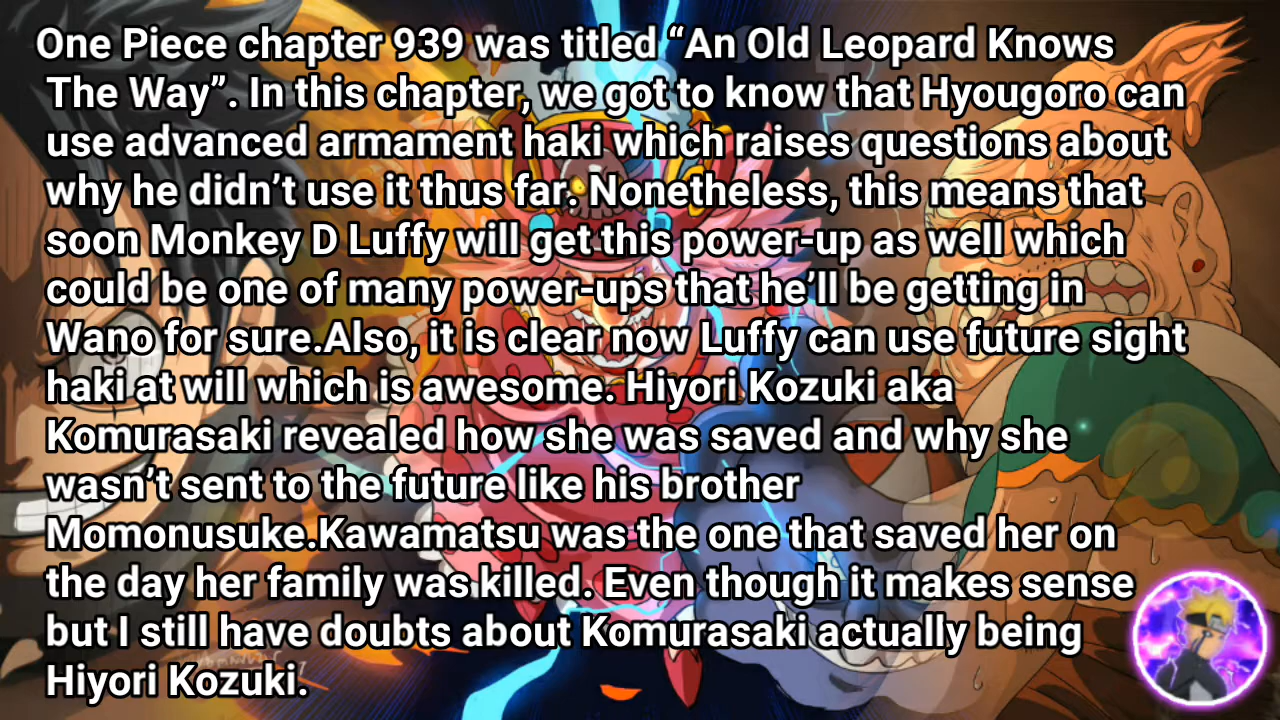 One Piece chapter 939 was titled “An Old Leopard Knows
The Way”. In this chapter, we got to know that Hyougoro can
use advanced armament haki which raises questions about
why he didn’t use it thus far. Nonetheless, this means that
soon Monkey D Luffy will get this power-up as well which
could be one of many power-ups that he’ll be getting in
Wano for sure.Also, it is clear now Luffy can use future sight
haki at will which is awesome. Hiyori Kozuki aka
Komurasaki revealed how she was saved and why she
wasn’t sent to the future like his brother
Momonusuke.Kawamatsu was the one that saved her on
the day her family was killed. Even though it makes sense
but I still have doubts about Komurasaki actually being
Hiyori Kozuki.